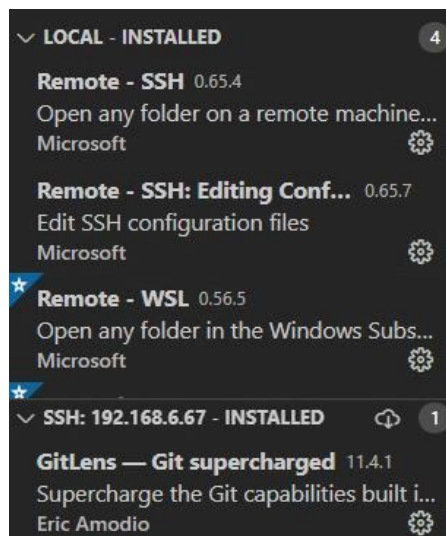 LOCAL - INSTALLED 4
Remote - SSH 0.65.4
Open any folder on a remote machine...
Microsoft
Remote - SSH: Editing Conf... 0.65.7
Edit SSH configuration files
Microsoft
Remote - WSL 0.56.5
Open any folder in the Windows Subs...
Microsoft
SSH: 192.168.6.67 - INSTALLED 1
GitLens — Git supercharged 11.4.1
Supercharge the Git capabilities built i...
Eric Amodio